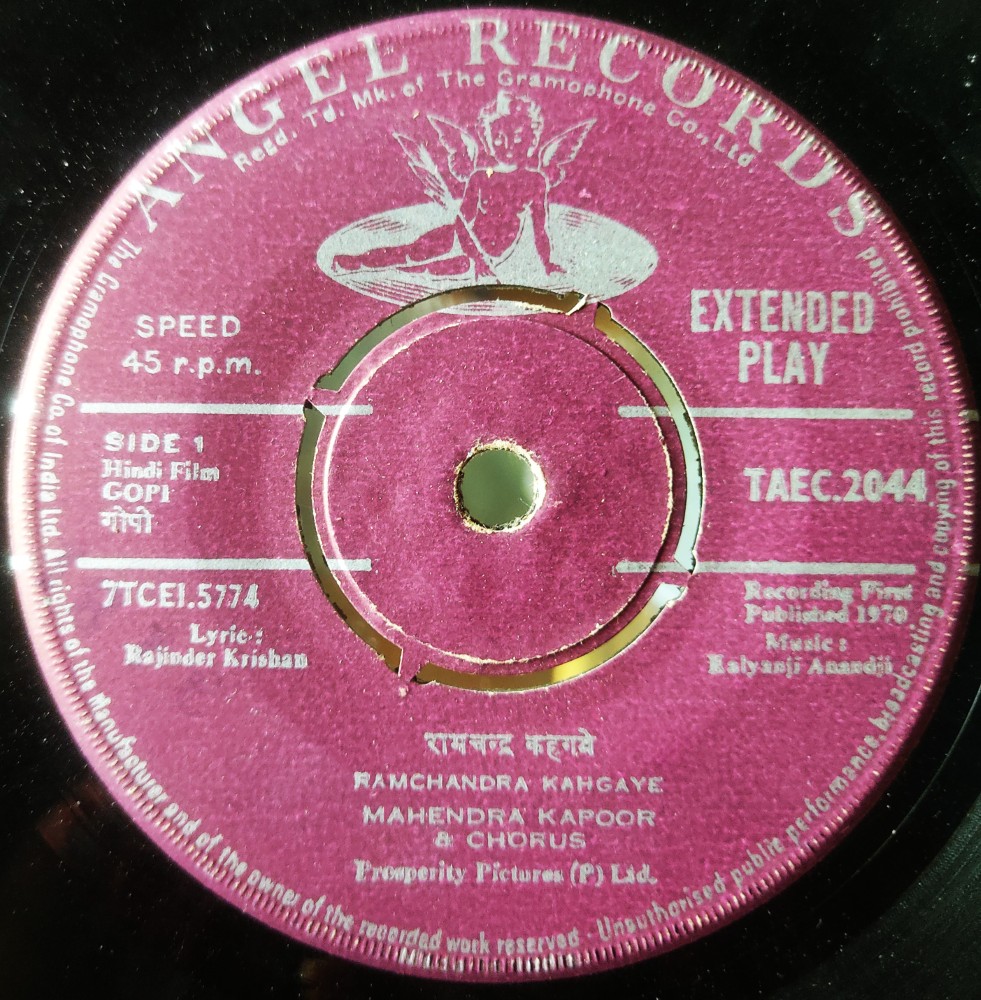 ANGEL RECORDS
Regd. Td. Mk. of The Gramophone Co., Ltd
The Gramophone Co. of India Ltd. All rights of the manufacturer and of the owner of the recorded work reserved. Unauthorised public performance, broadcasting and copying of this record prohibited
SPEED
45 r.p.m.
EXTENDED
PLAY
SIDE 1
Hindi Film
GOPI
गोपी
TAEC.2044
7TCEI.5774
Lyric :
Rajinder Krishan
Recording First
Published 1970
Music :
Kalyanji Anandji
रामचन्द्र कहगये
RAMCHANDRA KAHGAYE
MAHENDRA KAPOOR
& CHORUS
Prosperity Pictures (P) Ltd.